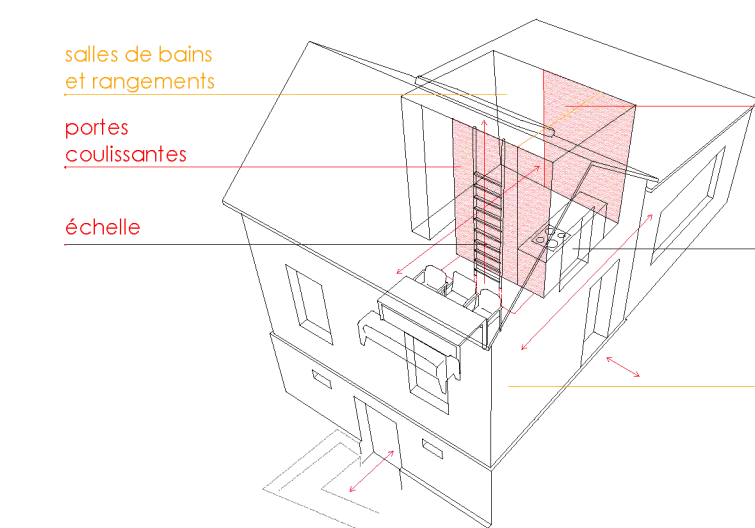 salles de bains
et rangements
portes
coulissantes
échelle